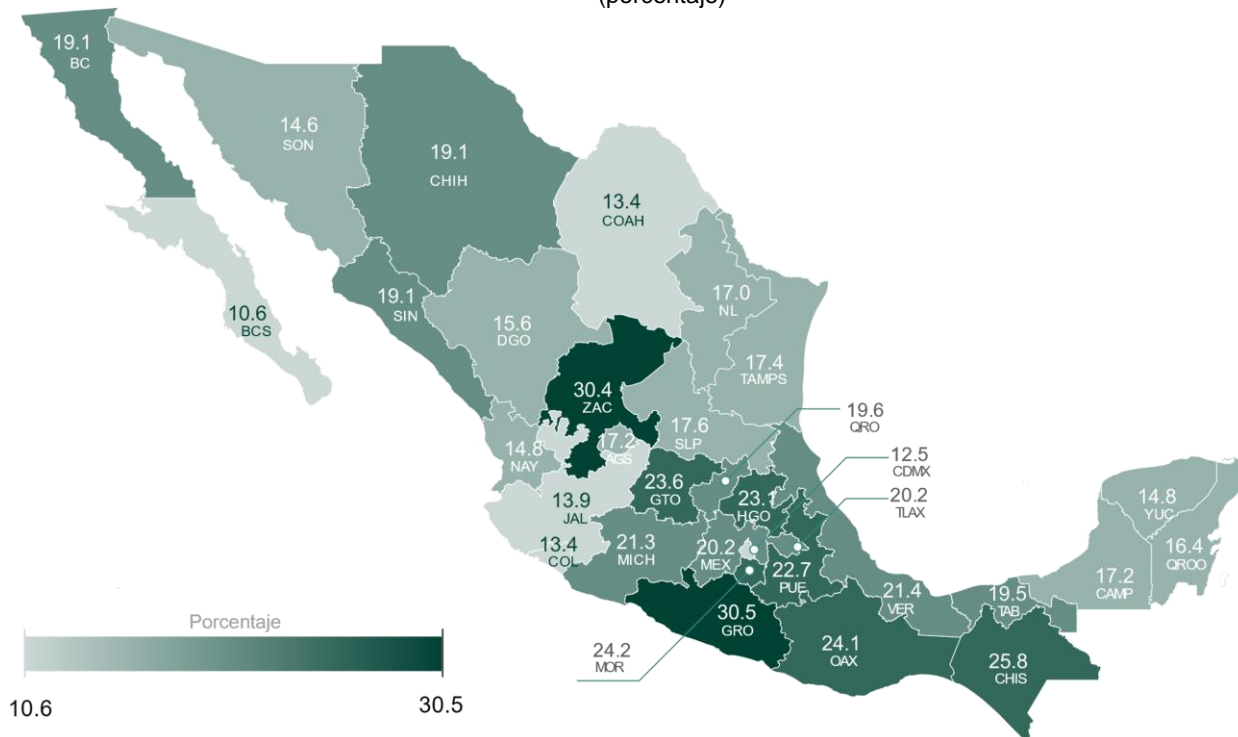 (porcentaje)
19.1
BC
14.6
SON
19.1
CHIH
13.4
COAH
10.6
BCS
19.1
SIN
15.6
DGO
17.0
NL
17.4
TAMPS
30.4
ZAC
17.6
SLP
17.2
AGS
14.8
NAY
19.6
QRO
12.5
CDMX
20.2
TLAX
23.6
GTO
23.1
HGO
13.9
JAL
13.4
COL
21.3
MICH
20.2
MEX
22.7
PUE
14.8
YUC
16.4
QROO
17.2
CAMP
21.4
VER
19.5
TAB
30.5
GRO
24.2
MOR
24.1
OAX
25.8
CHIS
Porcentaje
10.6
30.5